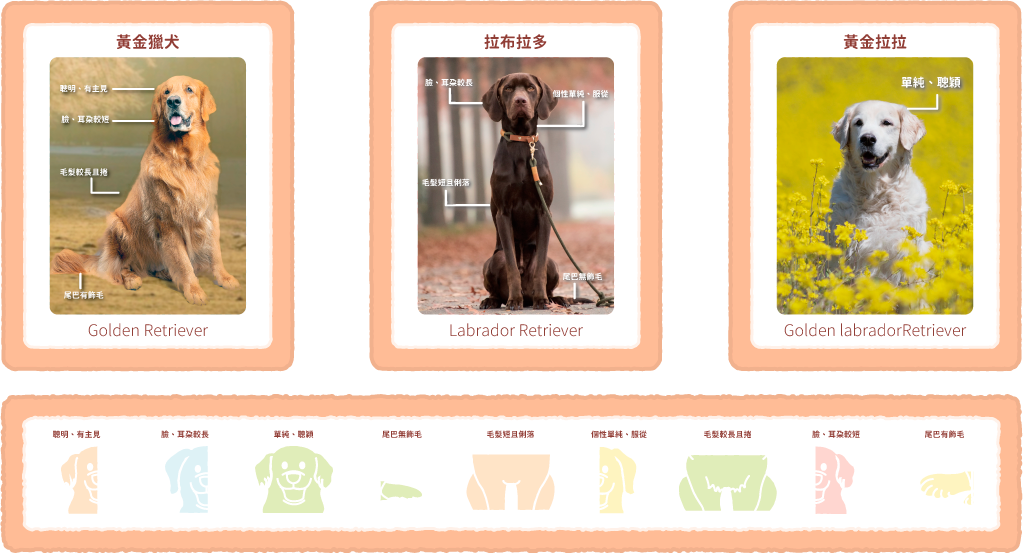 黃金獵犬
聰明、有主見
臉、耳朶較短
毛髮較長且捲
尾巴有飾毛
Golden Retriever
拉布拉多
臉、耳朶較長
個性單純、服從
毛髮短且俐落
尾巴無飾毛
Labrador Retriever
黃金拉拉
單純、聰穎
Golden labradorRetriever
聰明、有主見
臉、耳朶較長
單純、聰穎
尾巴無飾毛
毛髮短且俐落
個性單純、服從
毛髮較長且捲
臉、耳朶較短
尾巴有飾毛